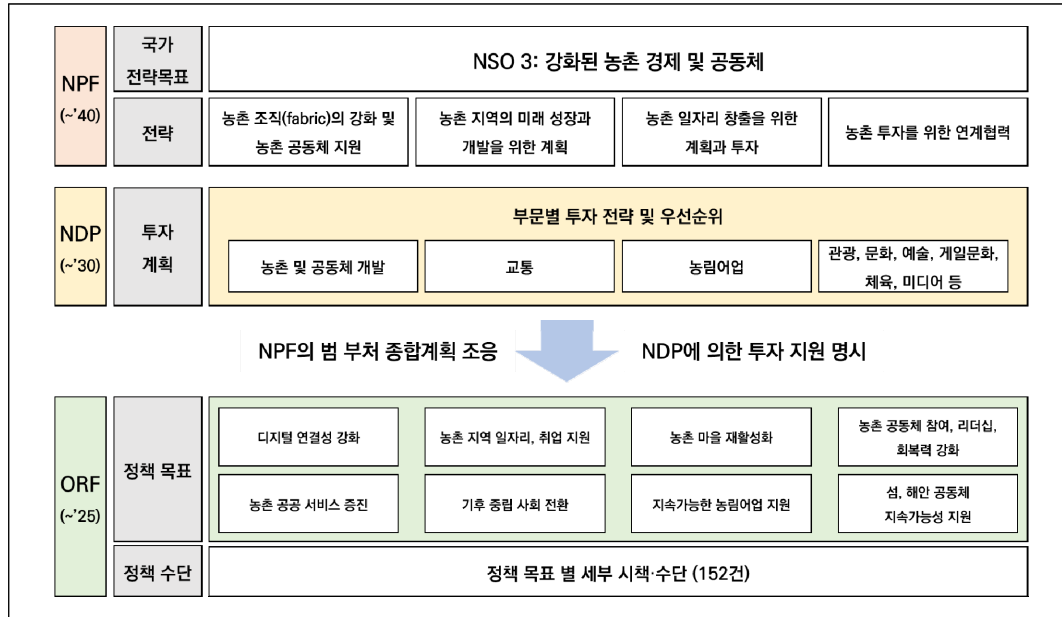 NPF
(~'40)
국가
전략목표
NSO 3: 강화된 농촌 경제 및 공동체
전략
농촌 조직(fabric)의 강화 및
농촌 공동체 지원
농촌 지역의 미래 성장과
개발을 위한 계획
농촌 일자리 창출을 위한
계획과 투자
농촌 투자를 위한 연계협력
NDP
(~'30)
투자
계획
부문별 투자 전략 및 우선순위
농촌 및 공동체 개발
교통
농림어업
관광, 문화, 예술, 게일문화,
체육, 미디어 등
NPF의 범 부처 종합계획 조응
NDP에 의한 투자 지원 명시
ORF
(~'25)
정책 목표
디지털 연결성 강화
농촌 지역 일자리, 취업 지원
농촌 마을 재활성화
농촌 공동체 참여, 리더십,
회복력 강화
농촌 공공 서비스 증진
기후 중립 사회 전환
지속가능한 농림어업 지원
섬, 해안 공동체
지속가능성 지원
정책 수단
정책 목표 별 세부 시책·수단 (152건)